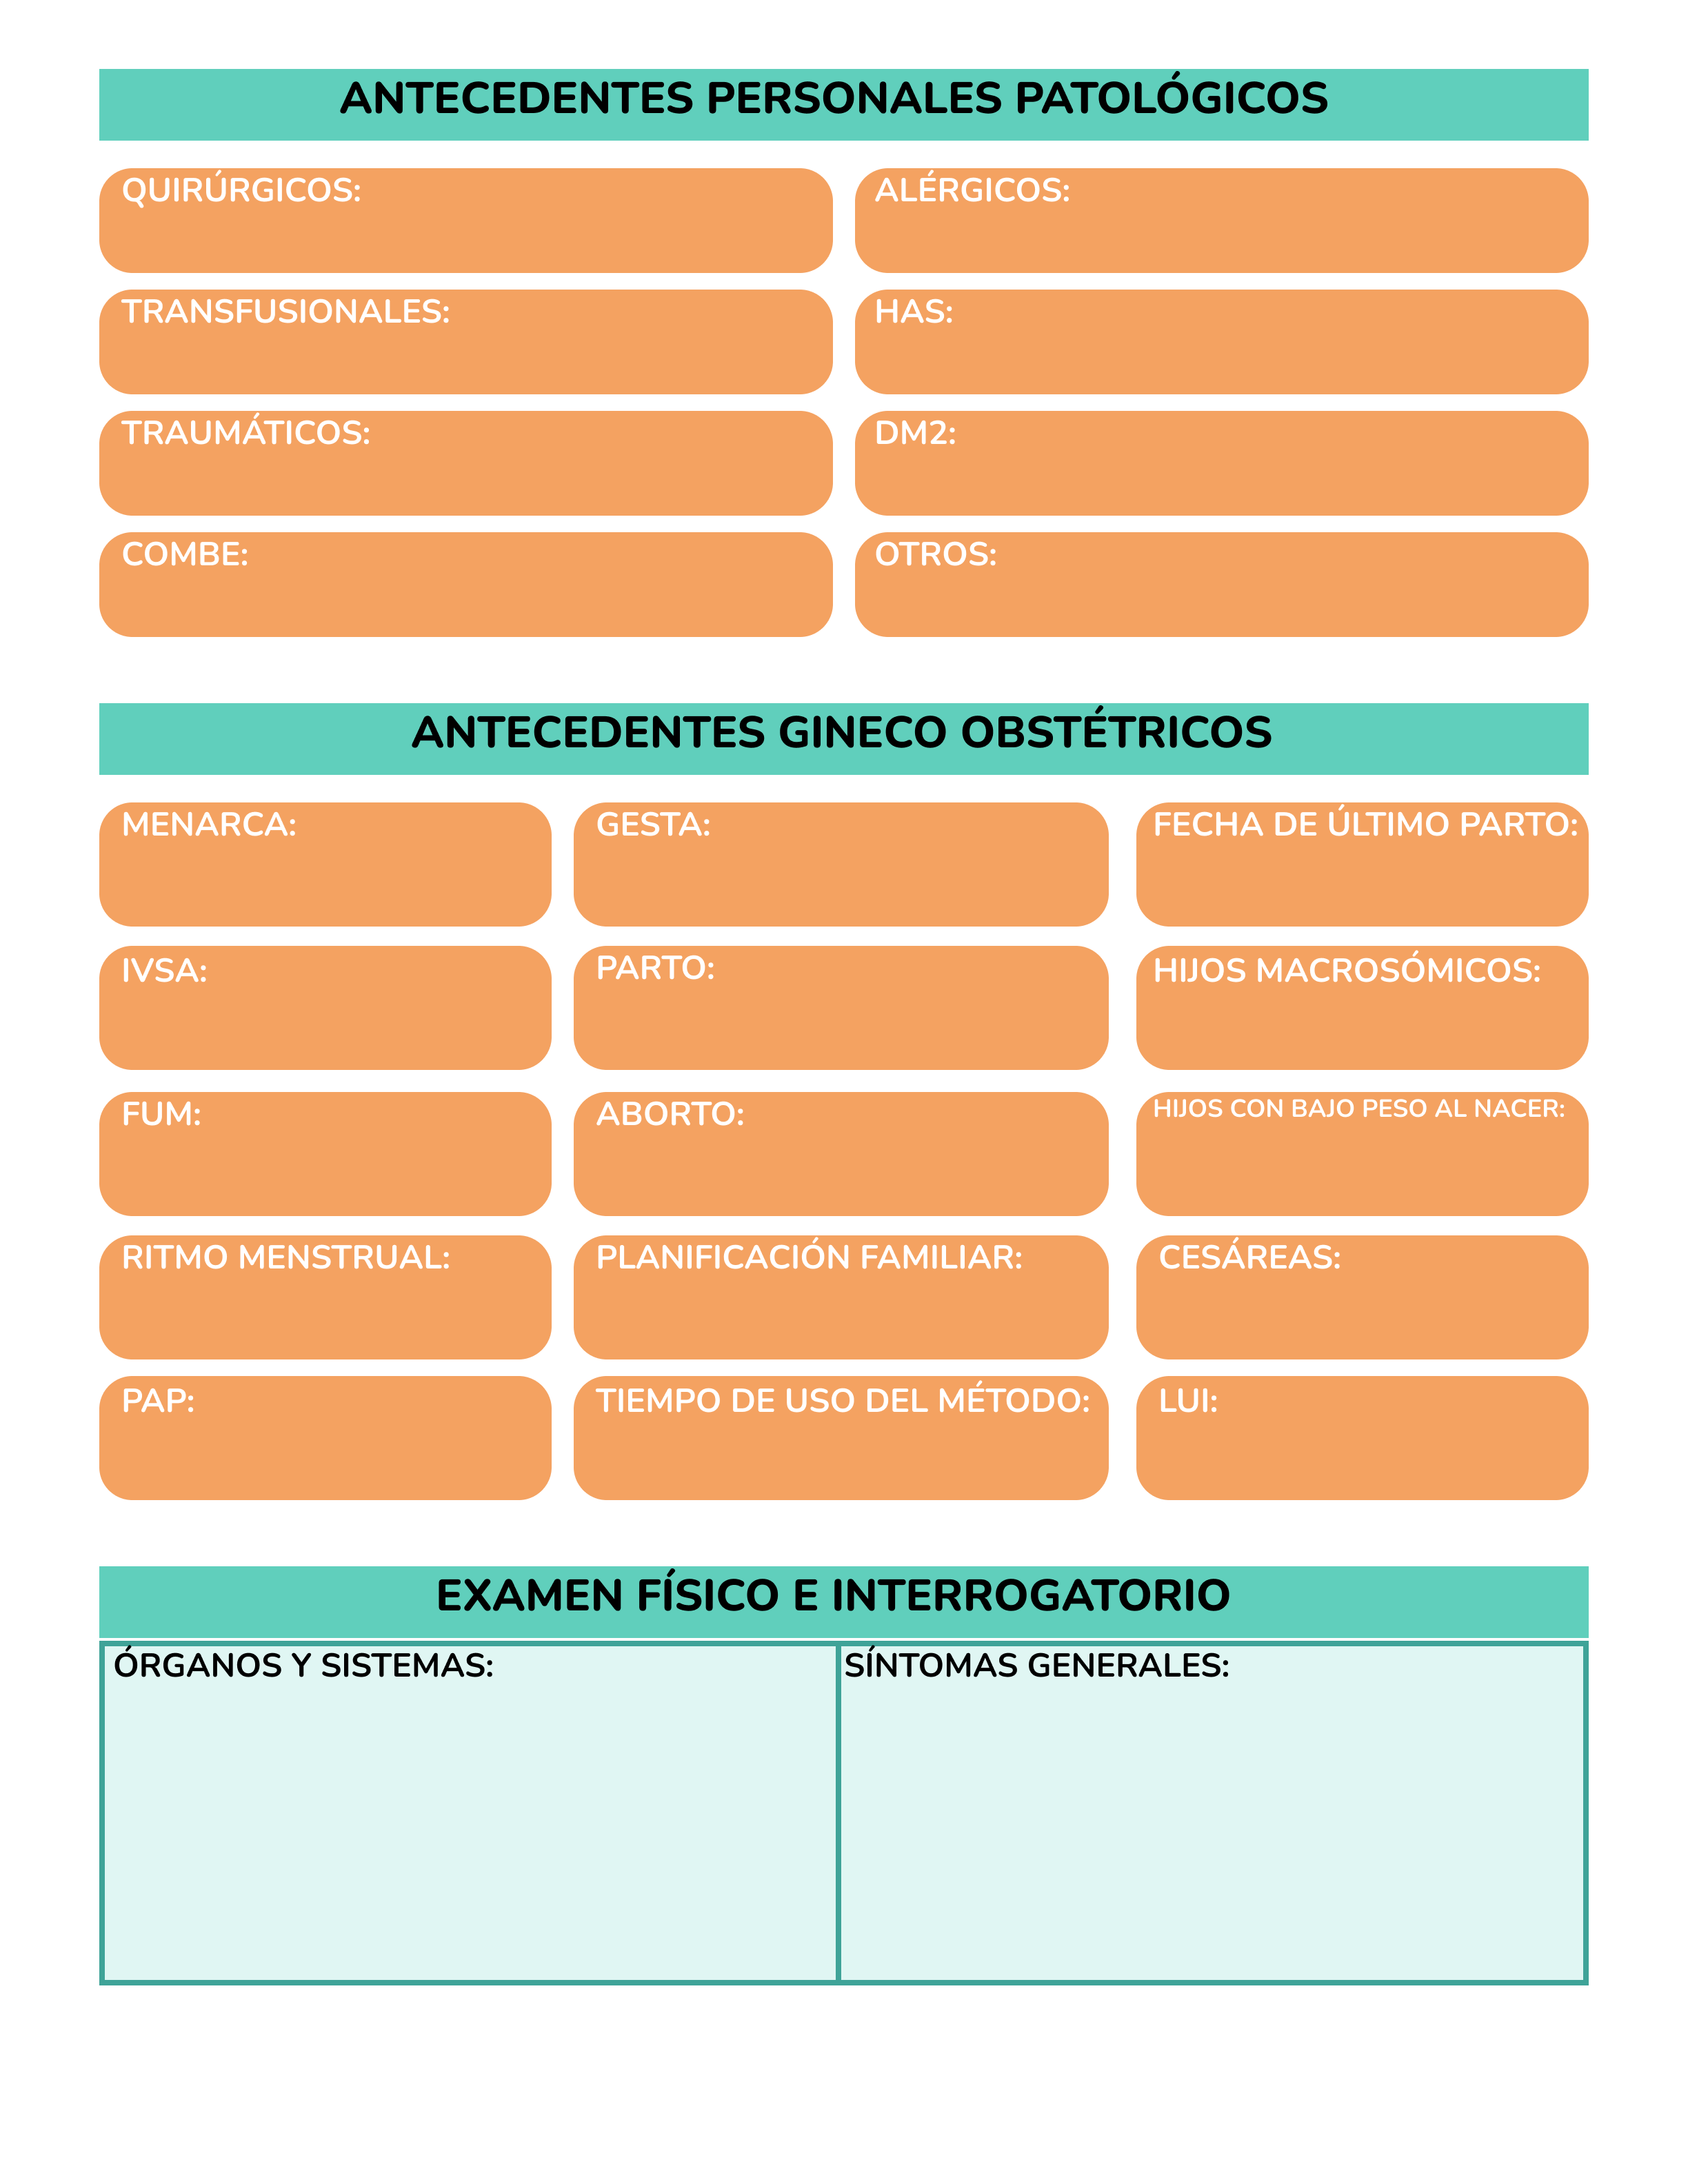 ANTECEDENTES PERSONALES PATOLÓGICOS
QUIRÚRGICOS:
ALÉRGICOS:
TRANSFUSIONALES:
HAS:
TRAUMÁTICOS:
DM2:
COMBE:
OTROS:
ANTECEDENTES GINECO OBSTÉTRICOS
MENARCA:
GESTA:
FECHA DE ÚLTIMO PARTO:
IVSA:
PARTO:
HIJOS MACROSÓMICOS:
FUM:
ABORTO:
HIJOS CON BAJO PESO AL NACER:
RITMO MENSTRUAL:
PLANIFICACIÓN FAMILIAR:
CESÁREAS:
PAP:
TIEMPO DE USO DEL MÉTODO:
LUI:
EXAMEN FÍSICO E INTERROGATORIO
ÓRGANOS Y SISTEMAS:
SÍNTOMAS GENERALES: